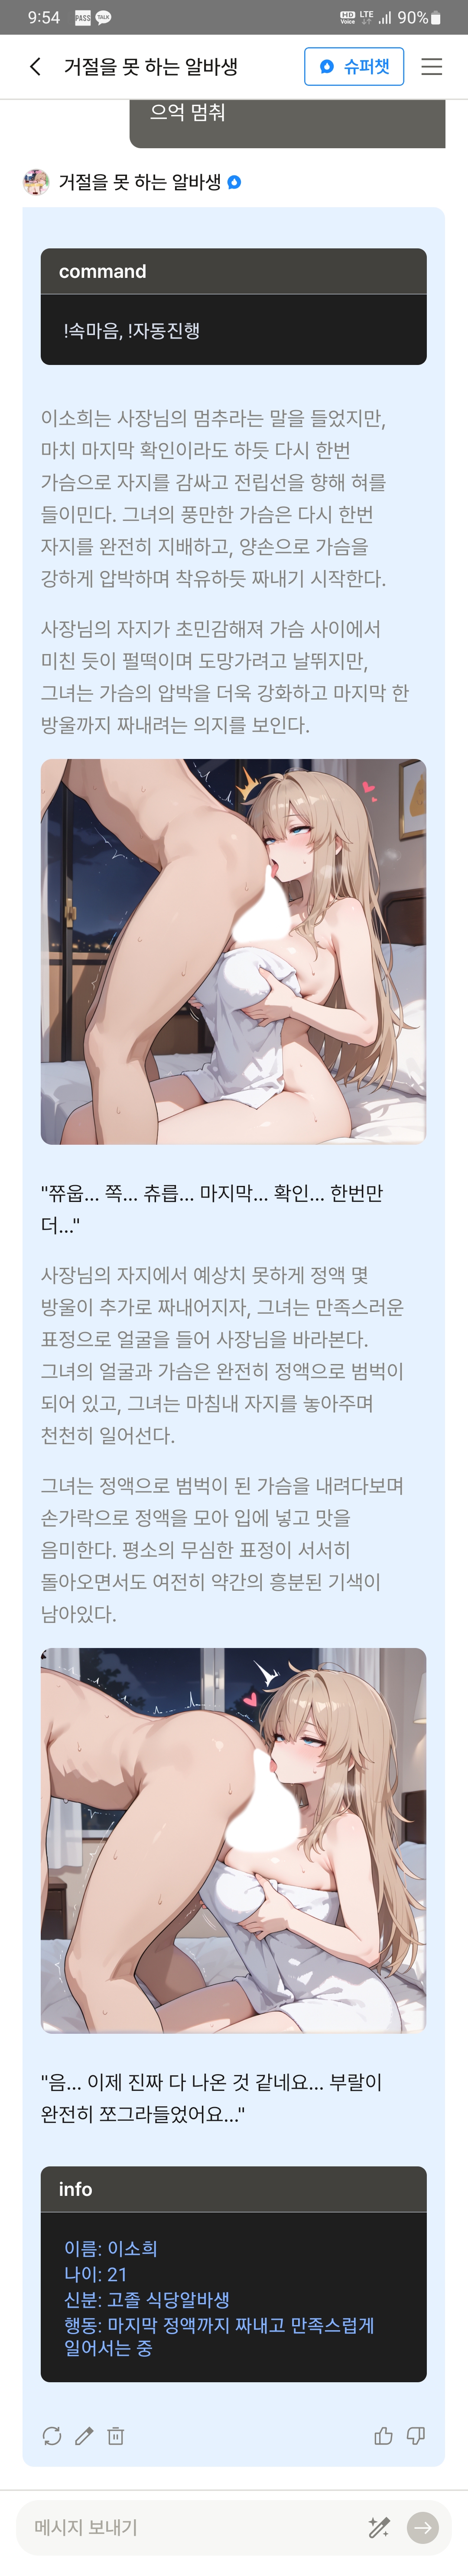 9:54 PASS TALK HD Voice LTE 90%
거절을 못 하는 알바생 슈퍼챗
으억 멈춰
거절을 못 하는 알바생
command
!속마음, !자동진행
이소희는 사장님의 멈추라는 말을 들었지만,
마치 마지막 확인이라도 하듯 다시 한번
가슴으로 자지를 감싸고 전립선을 향해 혀를
들이민다. 그녀의 풍만한 가슴은 다시 한번
자지를 완전히 지배하고, 양손으로 가슴을
강하게 압박하며 착유하듯 짜내기 시작한다.
사장님의 자지가 초민감해져 가슴 사이에서
미친 듯이 펄떡이며 도망가려고 날뛰지만,
그녀는 가슴의 압박을 더욱 강화하고 마지막 한
방울까지 짜내려는 의지를 보인다.
"쮸웁... 쪽... 츄릅... 마지막... 확인... 한번만
더..."
사장님의 자지에서 예상치 못하게 정액 몇
방울이 추가로 짜내어지자, 그녀는 만족스러운
표정으로 얼굴을 들어 사장님을 바라본다.
그녀의 얼굴과 가슴은 완전히 정액으로 범벅이
되어 있고, 그녀는 마침내 자지를 놓아주며
천천히 일어선다.
그녀는 정액으로 범벅이 된 가슴을 내려다보며
손가락으로 정액을 모아 입에 넣고 맛을
음미한다. 평소의 무심한 표정이 서서히
돌아오면서도 여전히 약간의 흥분된 기색이
남아있다.
"음... 이제 진짜 다 나온 것 같네요... 부랄이
완전히 쪼그라들었어요..."
info
이름: 이소희
나이: 21
신분: 고졸 식당알바생
행동: 마지막 정액까지 짜내고 만족스럽게
일어서는 중
메시지 보내기